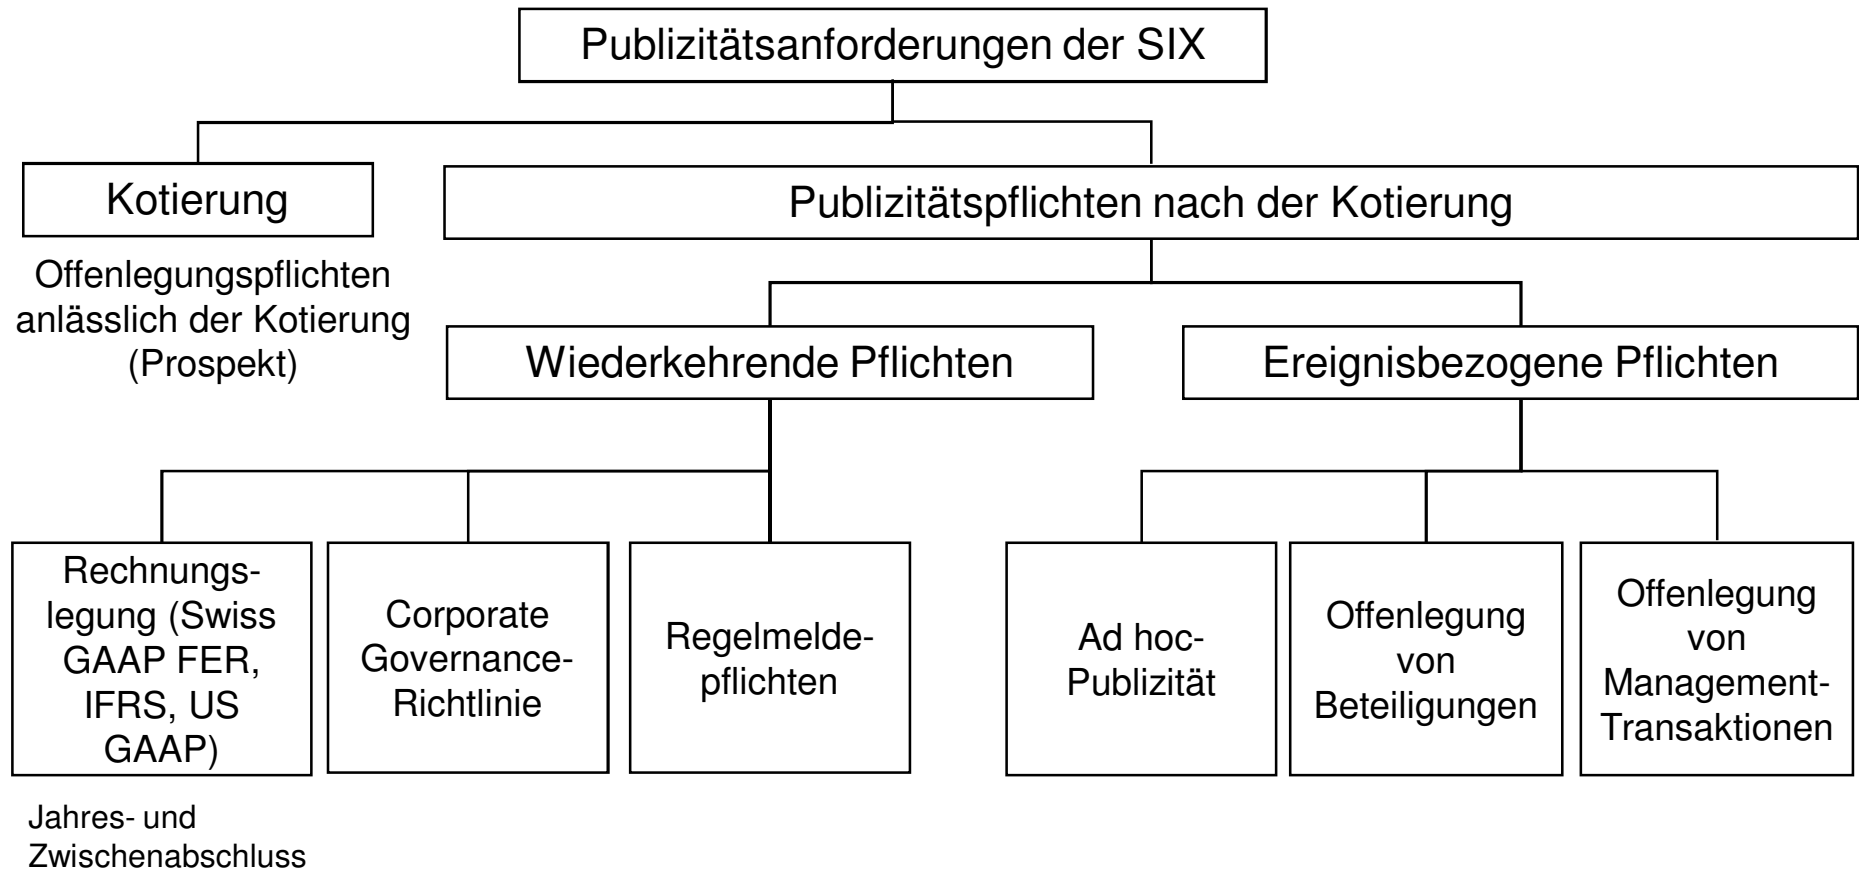 Publizitätsanforderungen der SIX
Kotierung
Publizitätspflichten nach der Kotierung
Offenlegungspflichten
anlässlich der Kotierung
(Prospekt)
Wiederkehrende Pflichten
Ereignisbezogene Pflichten
Rechnungs-
legung (Swiss
GAAP FER,
IFRS, US
GAAP)
Corporate
Governance-
Richtlinie
Regelmelde-
pflichten
Ad hoc-
Publizität
Offenlegung
von
Beteiligungen
Offenlegung
von
Management-
Transaktionen
Jahres- und
Zwischenabschluss